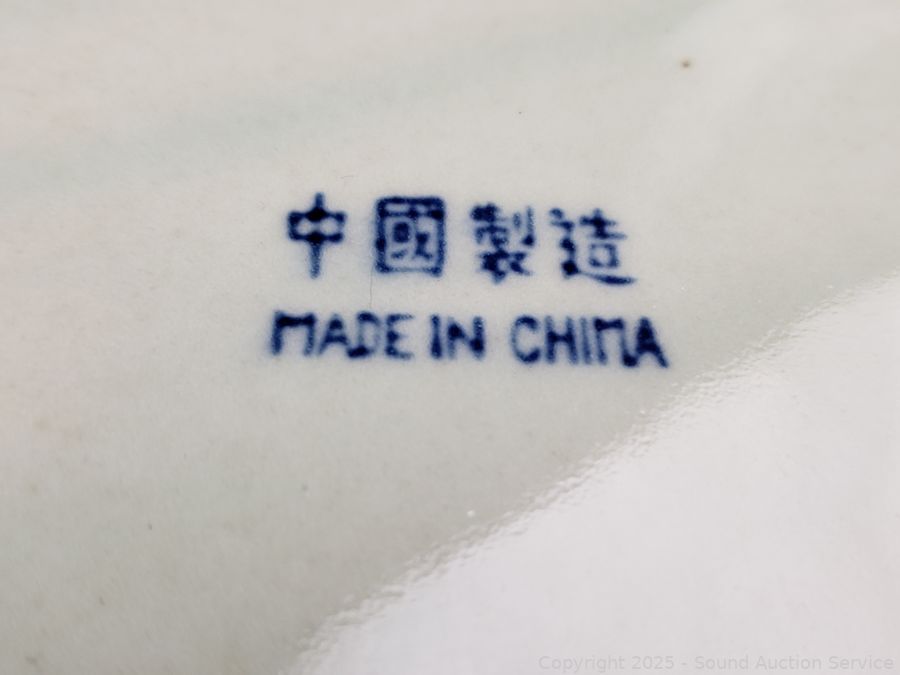 中國製造
MADE IN CHINA
Copyright 2025 - Sound Auction Service